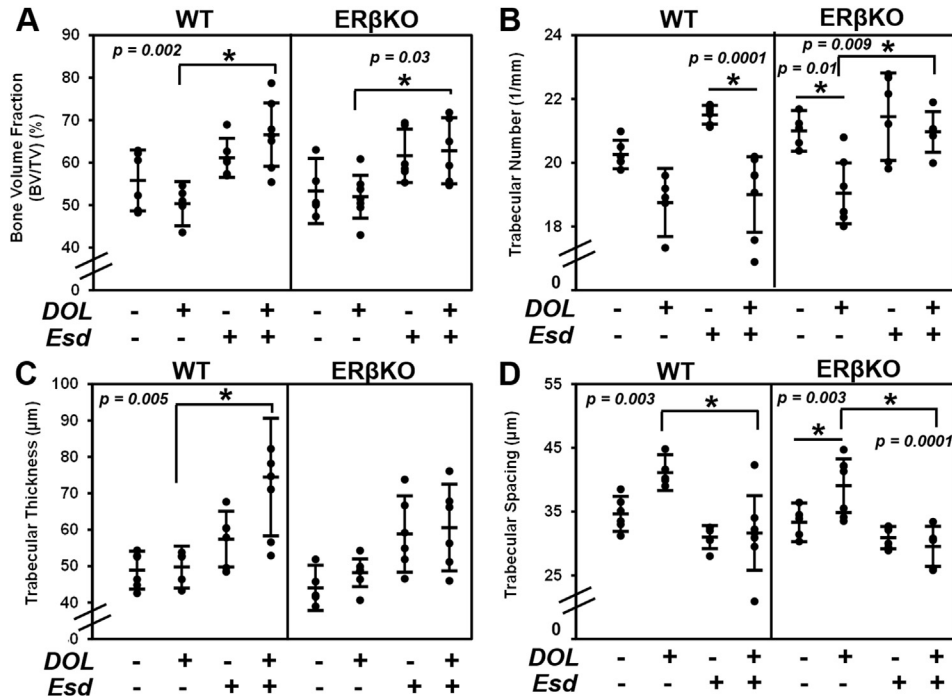 A
WT
ERβKO
Bone Volume Fraction
(BV/TV) (%)
90
80
70
60
50
40
0
p = 0.002
*
p = 0.03
*
DOL - + - + - + - +
Esd - - + + - - + +
B
WT
ERβKO
Trabecular Number (1/mm)
24
22
20
18
0
p = 0.0001
*
p = 0.009
*
p = 0.01
*
DOL - + - + - + - +
Esd - - + + - - + +
C
WT
ERβKO
Trabecular Thickness (µm)
100
90
80
70
60
50
40
0
p = 0.005
*
DOL - + - + - + - +
Esd - - + + - - + +
D
WT
ERβKO
Trabecular Spacing (µm)
55
45
35
25
0
p = 0.003
*
p = 0.003
*
*
p = 0.0001
DOL - + - + - + - +
Esd - - + + - - + +